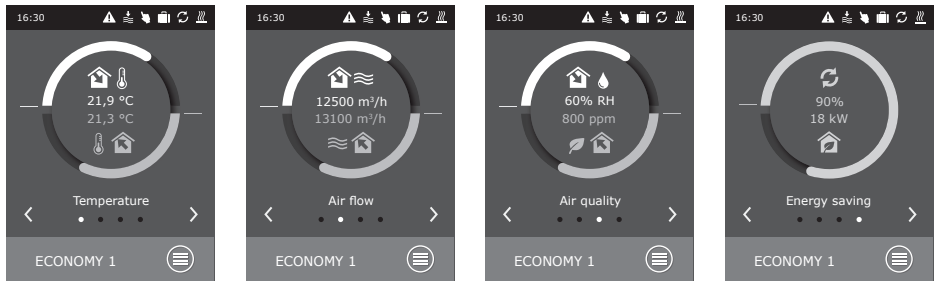 16:30
21,9 °C
21,3 °C
Temperature
ECONOMY 1
16:30
12500 m³/h
13100 m³/h
Air flow
ECONOMY 1
16:30
60% RH
800 ppm
Air quality
ECONOMY 1
16:30
90%
18 kW
Energy saving
ECONOMY 1